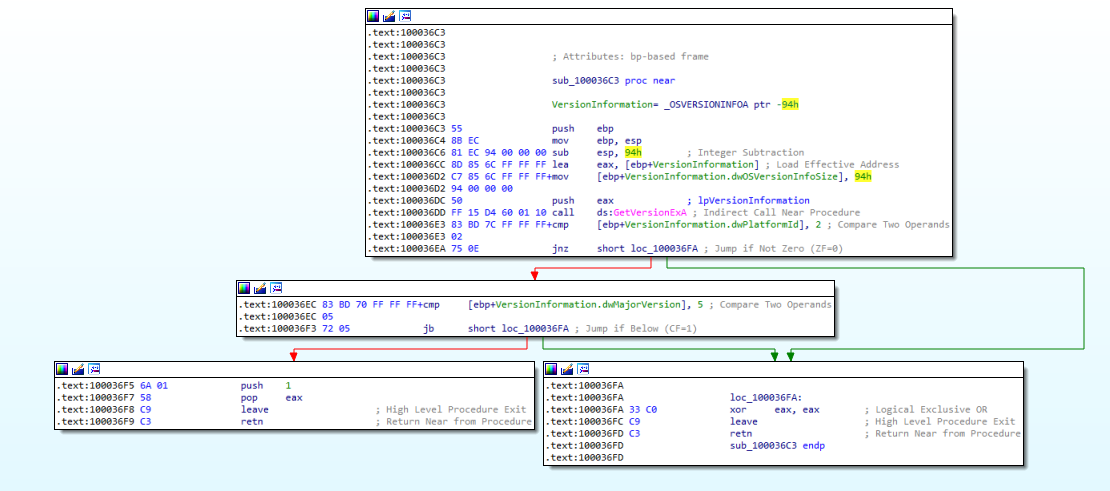 .text:100036C3
.text:100036C3
.text:100036C3 ; Attributes: bp-based frame
.text:100036C3
.text:100036C3 sub_100036C3 proc near
.text:100036C3
.text:100036C3 VersionInformation= _OSVERSIONINFOA ptr -94h
.text:100036C3
.text:100036C3 55 push ebp
.text:100036C4 8B EC mov ebp, esp
.text:100036C6 81 EC 94 00 00 00 sub esp, 94h ; Integer Subtraction
.text:100036CC 8D 85 6C FF FF FF lea eax, [ebp+VersionInformation] ; Load Effective Address
.text:100036D2 C7 85 6C FF FF FF+mov [ebp+VersionInformation.dwOSVersionInfoSize], 94h
.text:100036D2 94 00 00 00
.text:100036DC 50 push eax ; lpVersionInformation
.text:100036DD FF 15 D4 60 01 10 call ds:GetVersionExA ; Indirect Call Near Procedure
.text:100036E3 83 BD 7C FF FF FF+cmp [ebp+VersionInformation.dwPlatformId], 2 ; Compare Two Operands
.text:100036E3 02
.text:100036EA 75 0E jnz short loc_100036FA ; Jump if Not Zero (ZF=0)
.text:100036EC 83 BD 70 FF FF FF+cmp [ebp+VersionInformation.dwMajorVersion], 5 ; Compare Two Operands
.text:100036EC 05
.text:100036F3 72 05 jb short loc_100036FA ; Jump if Below (CF=1)
.text:100036F5 6A 01 push 1
.text:100036F7 58 pop eax
.text:100036F8 C9 leave ; High Level Procedure Exit
.text:100036F9 C3 retn ; Return Near from Procedure
.text:100036FA
.text:100036FA loc_100036FA:
.text:100036FA 33 C0 xor eax, eax ; Logical Exclusive OR
.text:100036FC C9 leave ; High Level Procedure Exit
.text:100036FD C3 retn ; Return Near from Procedure
.text:100036FD sub_100036C3 endp
.text:100036FD